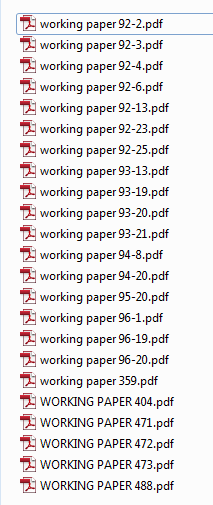 working paper 92-2.pdf
working paper 92-3.pdf
working paper 92-4.pdf
working paper 92-6.pdf
working paper 92-13.pdf
working paper 92-23.pdf
working paper 92-25.pdf
working paper 93-13.pdf
working paper 93-19.pdf
working paper 93-20.pdf
working paper 93-21.pdf
working paper 94-8.pdf
working paper 94-20.pdf
working paper 95-20.pdf
working paper 96-1.pdf
working paper 96-19.pdf
working paper 96-20.pdf
working paper 359.pdf
WORKING PAPER 404.pdf
WORKING PAPER 471.pdf
WORKING PAPER 472.pdf
WORKING PAPER 473.pdf
WORKING PAPER 488.pdf